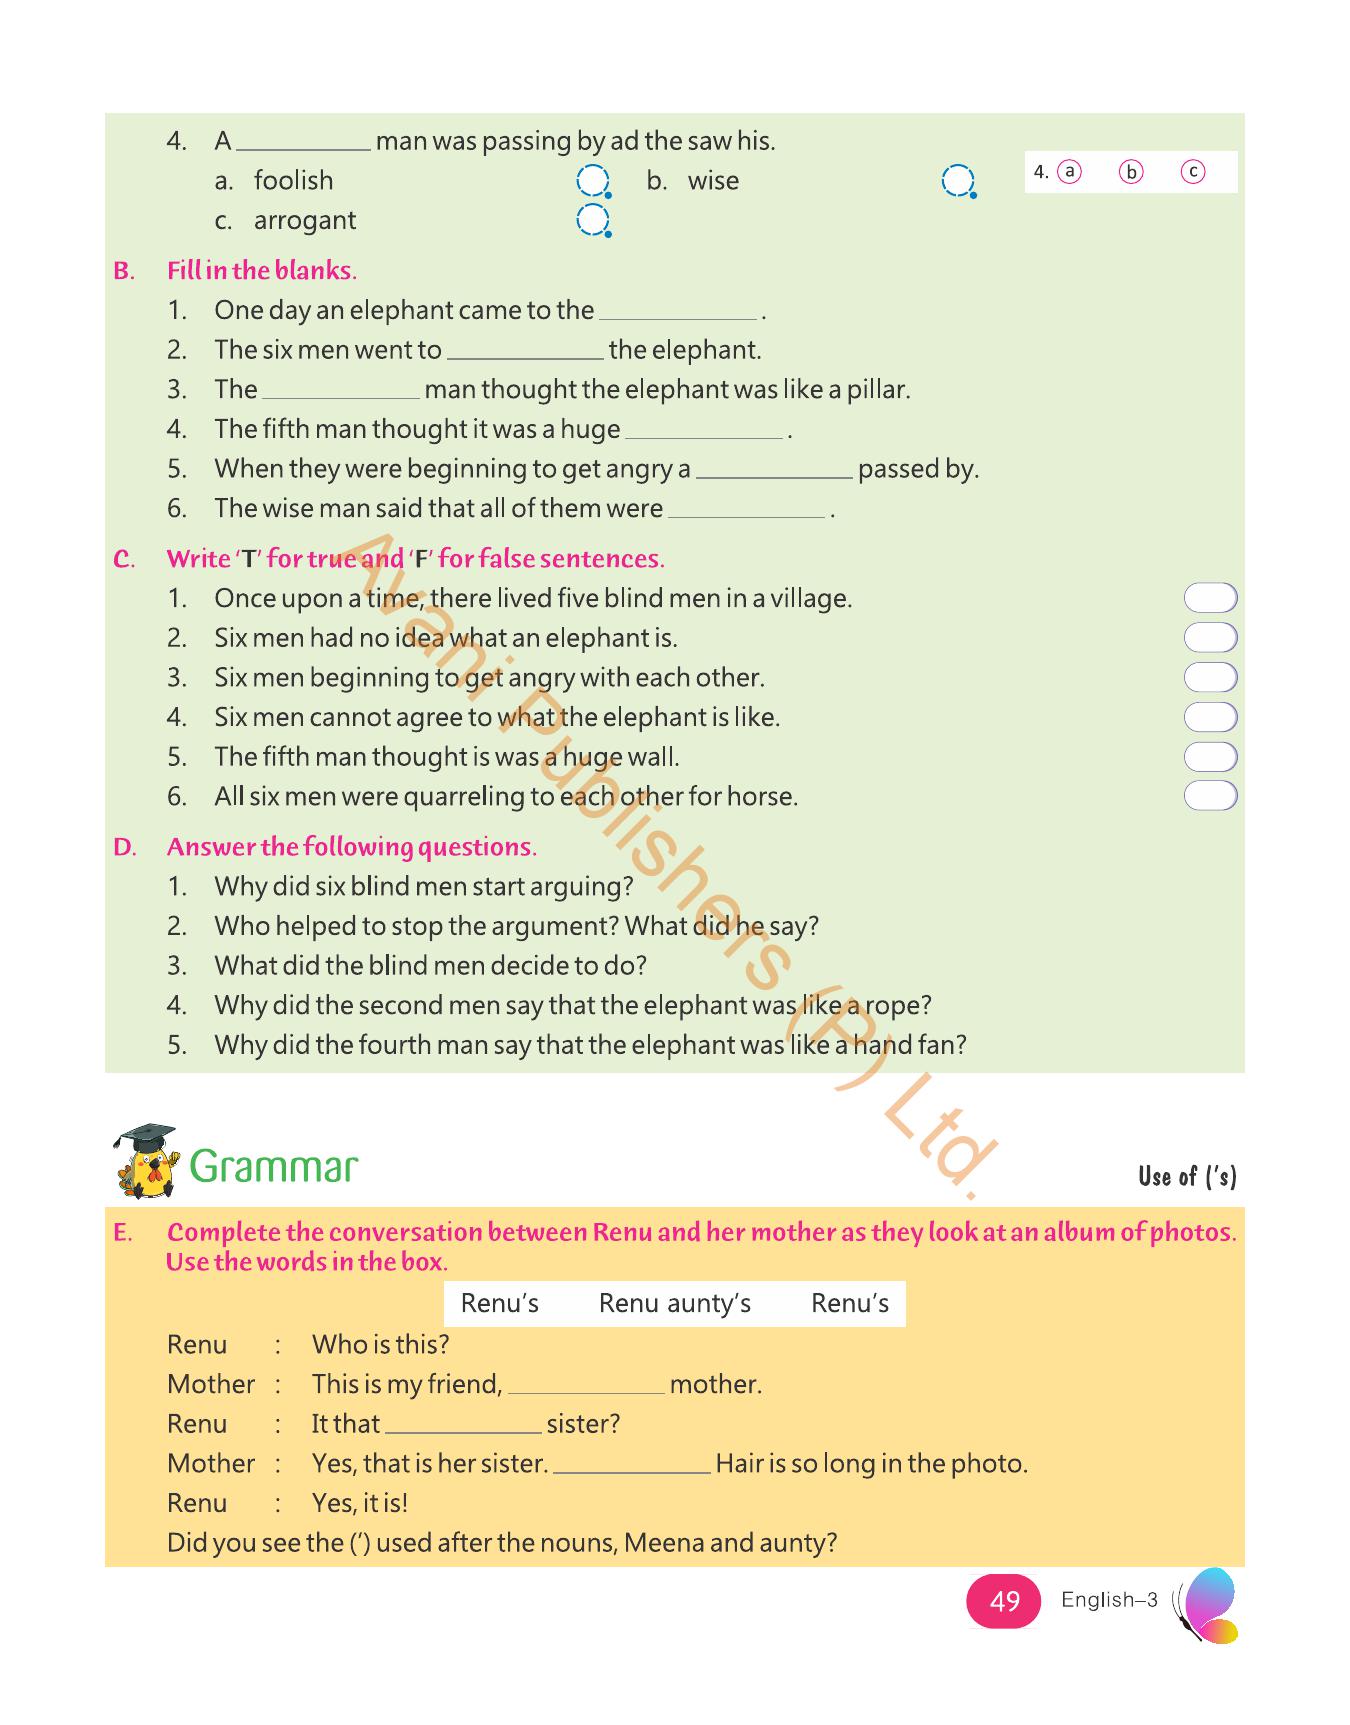 4. A __________ man was passing by ad the saw his.
a. foolish b. wise
4. a b c
c. arrogant
B. Fill in the blanks.
1. One day an elephant came to the ____________ .
2. The six men went to ____________ the elephant.
3. The ____________ man thought the elephant was like a pillar.
4. The fifth man thought it was a huge ____________ .
5. When they were beginning to get angry a ____________ passed by.
6. The wise man said that all of them were ____________ .
C. Write ‘T’ for true and ‘F’ for false sentences.
1. Once upon a time, there lived five blind men in a village.
2. Six men had no idea what an elephant is.
3. Six men beginning to get angry with each other.
4. Six men cannot agree to what the elephant is like.
5. The fifth man thought is was a huge wall.
6. All six men were quarreling to each other for horse.
D. Answer the following questions.
1. Why did six blind men start arguing?
2. Who helped to stop the argument? What did he say?
3. What did the blind men decide to do?
4. Why did the second men say that the elephant was like a rope?
5. Why did the fourth man say that the elephant was like a hand fan?
Avani Publishers (P) Ltd.
Grammar
Use of (’s)
E. Complete the conversation between Renu and her mother as they look at an album of photos.
Use the words in the box.
Renu’s Renu aunty’s Renu’s
Renu : Who is this?
Mother : This is my friend, ____________ mother.
Renu : It that ____________ sister?
Mother : Yes, that is her sister. ____________ Hair is so long in the photo.
Renu : Yes, it is!
Did you see the (’) used after the nouns, Meena and aunty?
49 English–3